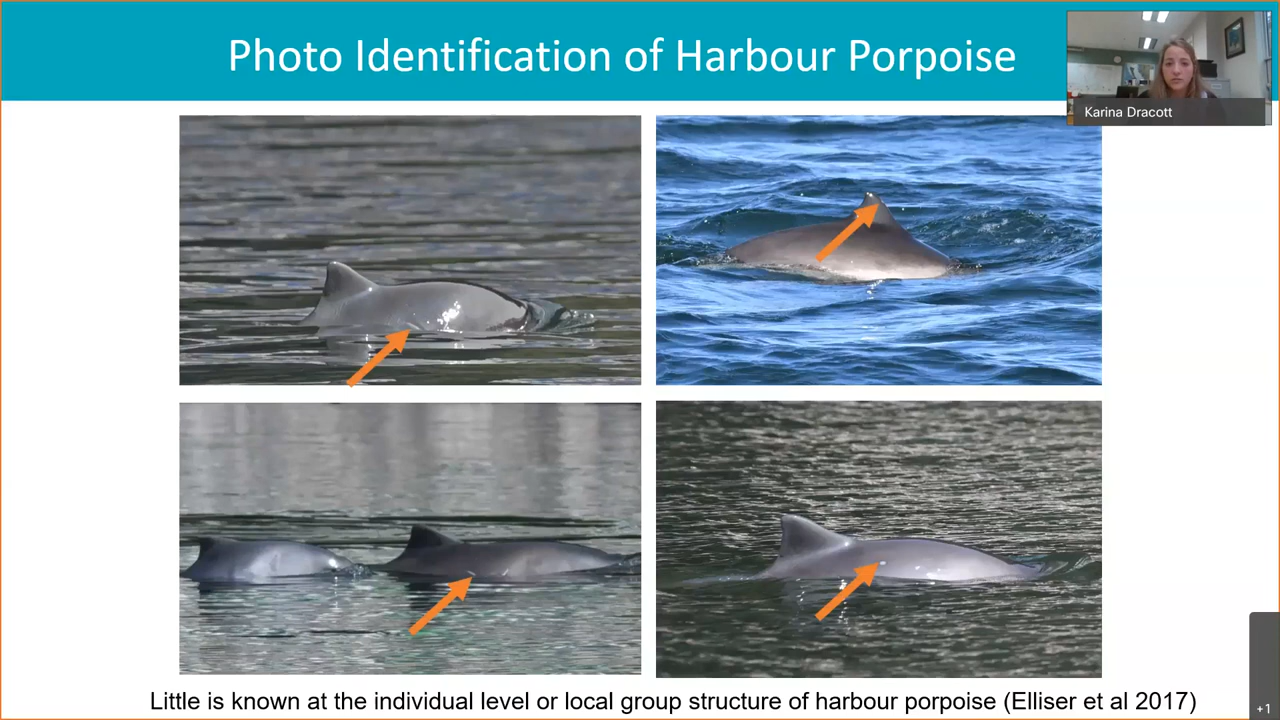 Photo Identification of Harbour Porpoise
Karina Dracott
Little is known at the individual level or local group structure of harbour porpoise (Elliser et al 2017)
+1